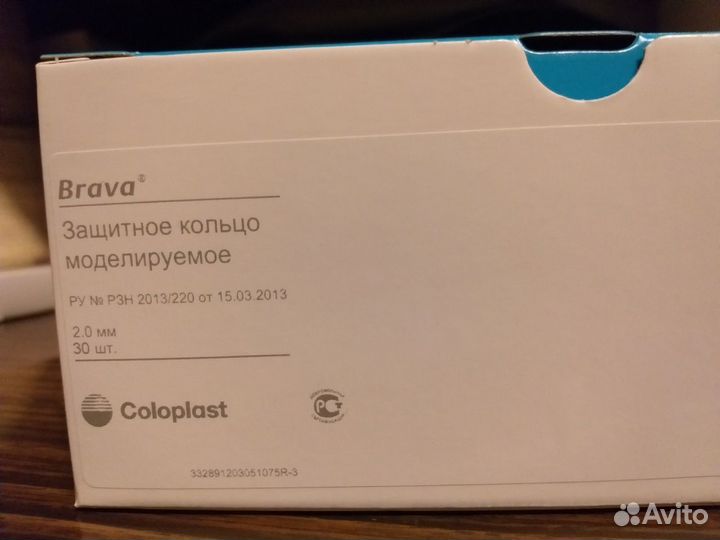 Brava®
Защитное кольцо
моделируемое
РУ № РЗН 2013/220 от 15.03.2013
2.0 мм
30 шт.
Coloplast
РСТ
332891203051075R-3
Avito